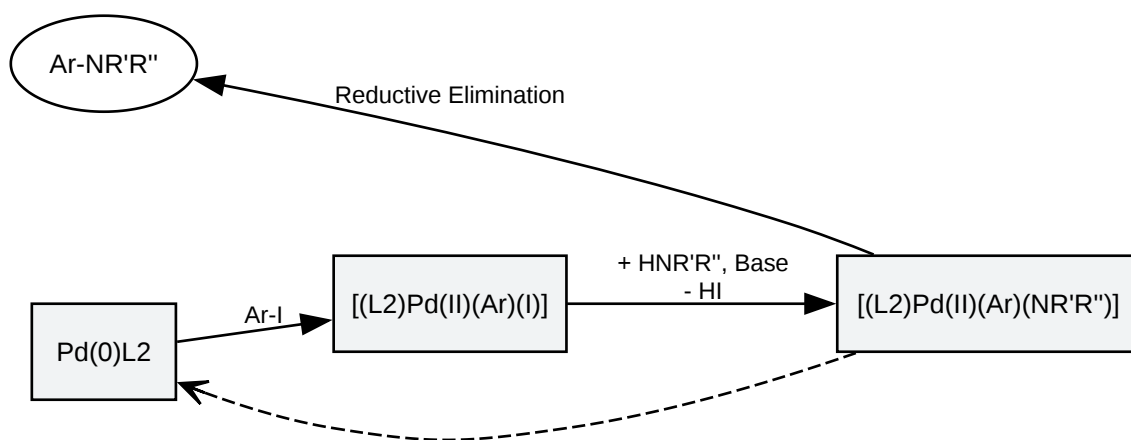 Ar-NR'R''
Reductive Elimination
+ HNR'R'', Base
- HI
[(L2)Pd(II)(Ar)(I)]
[(L2)Pd(II)(Ar)(NR'R'')]
Ar-I
Pd(0)L2